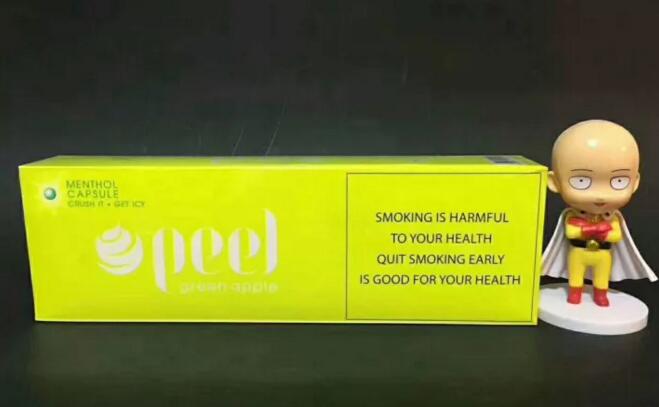 MENTHOL
CAPSULE
CRUSH IT • GET ICY
peel
green apple
SMOKING IS HARMFUL
TO YOUR HEALTH
QUIT SMOKING EARLY
IS GOOD FOR YOUR HEALTH